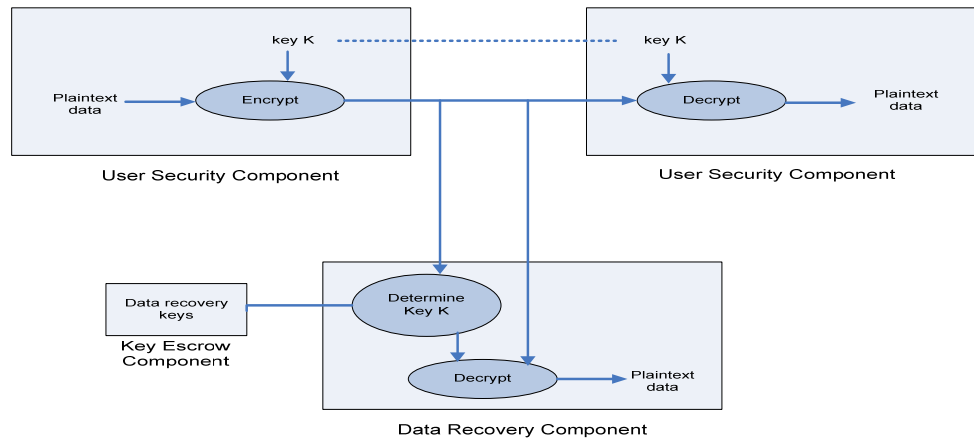 key K
key K
Plaintext
data
Encrypt
Decrypt
Plaintext
data
User Security Component
User Security Component
Data recovery
keys
Determine
Key K
Key Escrow
Component
Decrypt
Plaintext
data
Data Recovery Component